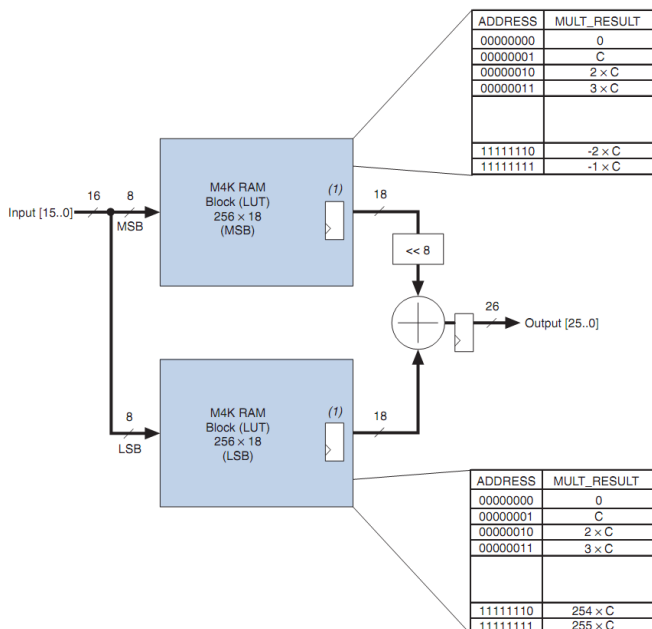 ADDRESS MULT_RESULT
00000000 0
00000001 C
00000010 2 × C
00000011 3 × C
11111110 -2 × C
11111111 -1 × C
M4K RAM
Block (LUT)
256 × 18
(MSB)
(1)
18
16
8
Input [15..0]
MSB
<< 8
26
Output [25..0]
M4K RAM
Block (LUT)
256 × 18
(LSB)
(1)
18
8
LSB
ADDRESS MULT_RESULT
00000000 0
00000001 C
00000010 2 × C
00000011 3 × C
11111110 254 × C
11111111 255 × C